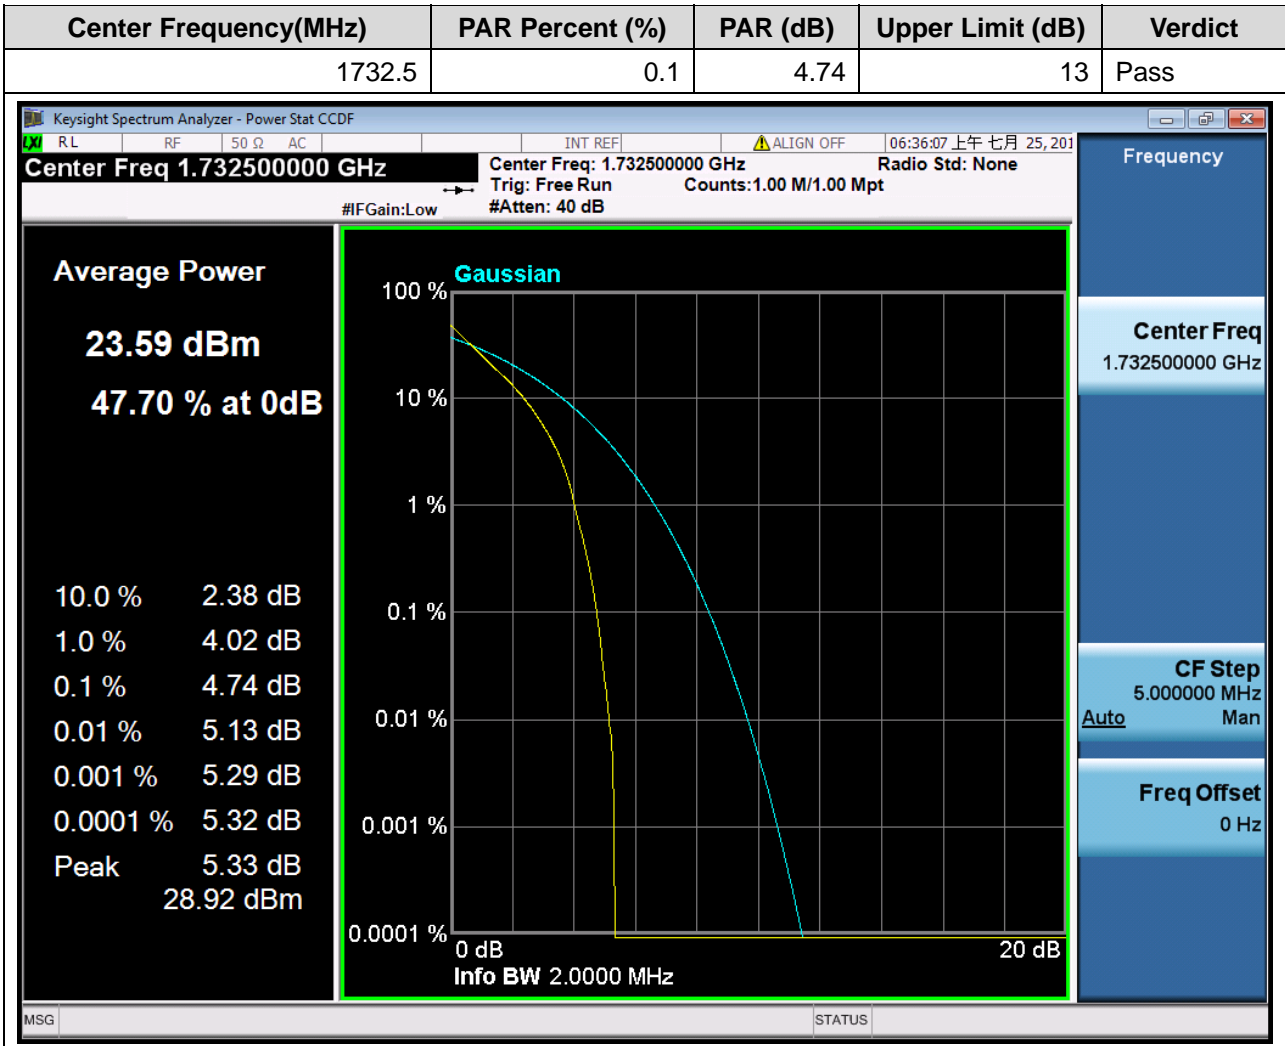 Center Frequency(MHz) PAR Percent (%) PAR (dB) Upper Limit (dB) Verdict
1732.5 0.1 4.74 13 Pass
Keysight Spectrum Analyzer - Power Stat CCDF
LXI RL RF 50 Ω AC INT REF ALIGN OFF 06:36:07 上午 七月 25, 201
Center Freq 1.732500000 GHz
Center Freq: 1.732500000 GHz Radio Std: None
Trig: Free Run Counts:1.00 M/1.00 Mpt
#IFGain:Low #Atten: 40 dB
Average Power
23.59 dBm
47.70 % at 0dB
10.0 % 2.38 dB
1.0 % 4.02 dB
0.1 % 4.74 dB
0.01 % 5.13 dB
0.001 % 5.29 dB
0.0001 % 5.32 dB
Peak 5.33 dB
28.92 dBm
Gaussian
100 %
10 %
1 %
0.1 %
0.01 %
0.001 %
0.0001 %
0 dB 20 dB
Info BW 2.0000 MHz
Frequency
Center Freq
1.732500000 GHz
CF Step
5.000000 MHz
Auto Man
Freq Offset
0 Hz
MSG STATUS